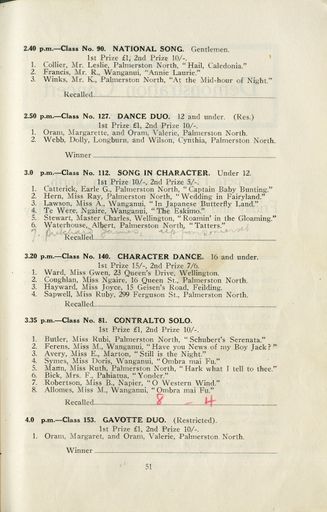 2.40 p.m.—Class No. 90. NATIONAL SONG. Gentlemen.
1st Prize £1, 2nd Prize 10/-.
1. Collier, Mr. Leslie, Palmerston North, "Hail, Caledonia."
2. Francis, Mr. R., Wanganui, "Annie Laurie."
3. Winks, Mr. K., Palmerston North, "At the Mid-hour of Night."
Recalled
2.50 p.m.—Class No. 127. DANCE DUO. 12 and under. (Res.)
1st Prize £1, 2nd Prize 10/-.
1. Oram, Margarette, and Oram, Valerie, Palmerston North.
2. Webb, Dolly, Longburn, and Wilson, Cynthia, Palmerston North.
Winner
3.0 p.m.—Class No. 112. SONG IN CHARACTER. Under 12.
1st Prize 10/-, 2nd Prize 5/-.
1. Catterick, Earle G., Palmerston North, "Captain Baby Bunting."
2. Hern, Miss Ray, Palmerston North, "Wedding in Fairyland."
3. Lawson, Miss A., Wanganui, "In Japanese Butterfly Land."
4. Te Were, Ngaire, Wanganui, "The Eskimo."
5. Stewart, Master Charles, Wellington, "Roamin' in the Gloaming."
6. Waterhouse, Albert, Palmerston North, "Tatters."
7. James, up from Somerset
Recalled
3.20 p.m.—Class No. 140. CHARACTER DANCE. 16 and under.
1st Prize 15/-, 2nd Prize 7/6.
1. Ward, Miss Gwen, 23 Queen's Drive, Wellington.
2. Coughlan, Miss Ngaire, 16 Queen St., Palmerston North.
3. Hayward, Miss Joyce, 15 Geisen's Road, Feilding.
4. Sapwell, Miss Ruby, 299 Ferguson St., Palmerston North.
Recalled
3.35 p.m.—Class No. 81. CONTRALTO SOLO.
1st Prize £1, 2nd Prize 10/-.
1. Butler, Miss Rubi, Palmerston North, "Schubert's Serenata."
2. Ferens, Miss M., Wanganui, "Have you News of my Boy Jack?"
3. Avery, Miss E., Marton, "Still is the Night."
4. Symes, Miss Doris, Wanganui, "Ombra mai Fu."
5. Mann, Miss Ruth, Palmerston North, "Hark what I tell to thee."
6. Bick, Mrs. F., Pahiatua, "Yonder."
7. Robertson, Miss B., Napier, "O Western Wind."
8. Allomes, Miss M., Wanganui, "Ombra mai Fu."
Recalled 8 - 4
4.0 p.m.—Class 153. GAVOTTE DUO. (Restricted).
1st Prize £1, 2nd Prize 10/-.
1. Oram, Margaret, and Oram, Valerie, Palmerston North.
Winner
51